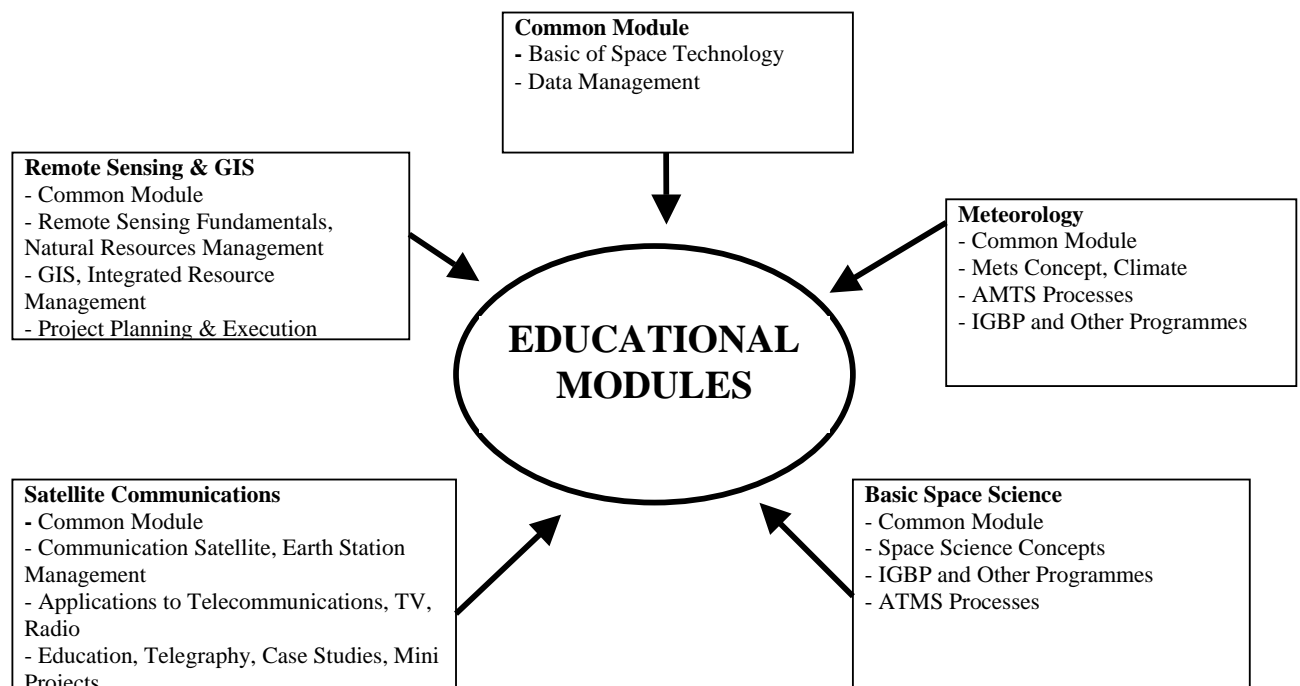 Common Module
- Basic of Space Technology
- Data Management
Remote Sensing & GIS
- Common Module
- Remote Sensing Fundamentals,
Natural Resources Management
- GIS, Integrated Resource
Management
- Project Planning & Execution
Meteorology
- Common Module
- Mets Concept, Climate
- AMTS Processes
- IGBP and Other Programmes
EDUCATIONAL
MODULES
Satellite Communications
- Common Module
- Communication Satellite, Earth Station
Management
- Applications to Telecommunications, TV,
Radio
- Education, Telegraphy, Case Studies, Mini
Projects
Basic Space Science
- Common Module
- Space Science Concepts
- IGBP and Other Programmes
- ATMS Processes